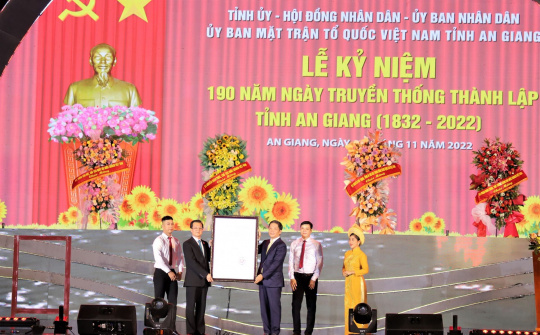 TỈNH ỦY - HỘI ĐỒNG NHÂN DÂN - ỦY BAN NHÂN DÂN
ỦY BAN MẶT TRẬN TỔ QUỐC VIỆT NAM TỈNH AN GIANG
LỄ KỶ NIỆM
190 NĂM NGÀY TRUYỀN THỐNG THÀNH LẬP
TỈNH AN GIANG (1832 - 2022)
AN GIANG, NGÀY THÁNG 11 NĂM 2022